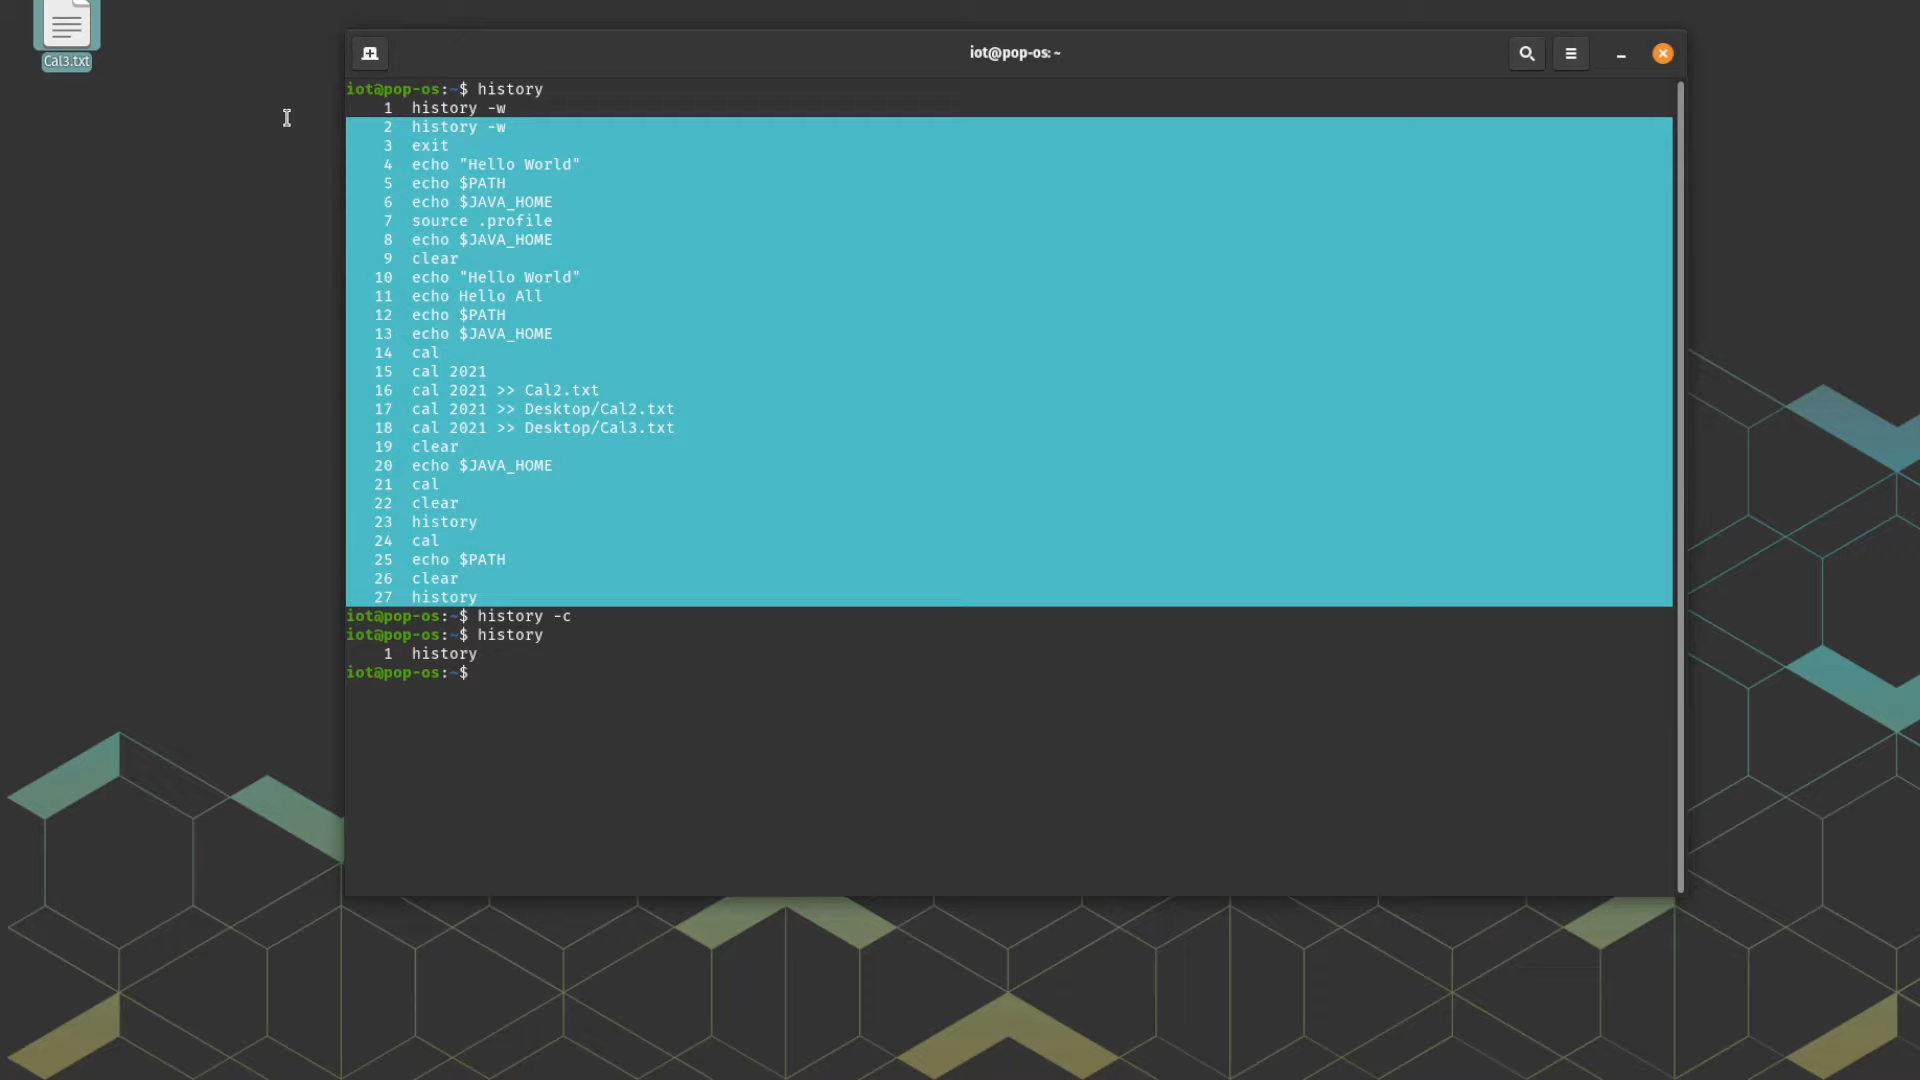 Cal3.txt
iot@pop-os: ~
iot@pop-os:~$ history
1 history -w
2 history -w
3 exit
4 echo "Hello World"
5 echo $PATH
6 echo $JAVA_HOME
7 source .profile
8 echo $JAVA_HOME
9 clear
10 echo "Hello World"
11 echo Hello All
12 echo $PATH
13 echo $JAVA_HOME
14 cal
15 cal 2021
16 cal 2021 >> Cal2.txt
17 cal 2021 >> Desktop/Cal2.txt
18 cal 2021 >> Desktop/Cal3.txt
19 clear
20 echo $JAVA_HOME
21 cal
22 clear
23 history
24 cal
25 echo $PATH
26 clear
27 history
iot@pop-os:~$ history -c
iot@pop-os:~$ history
1 history
iot@pop-os:~$